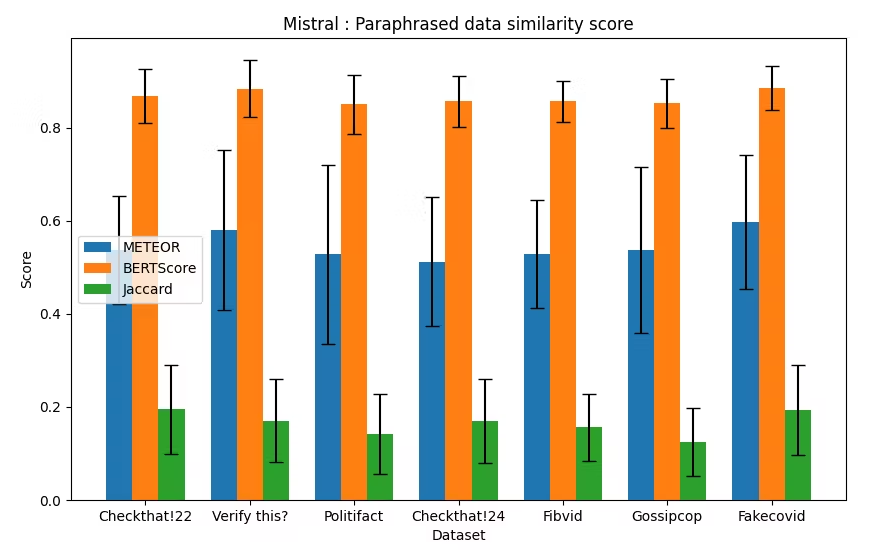 Mistral : Paraphrased data similarity score
Score
0.8
0.6
0.4
0.2
0.0
METEOR
BERTScore
Jaccard
Checkthat!22 Verify this? Politifact Checkthat!24 Fibvid Gossipcop Fakecovid
Dataset